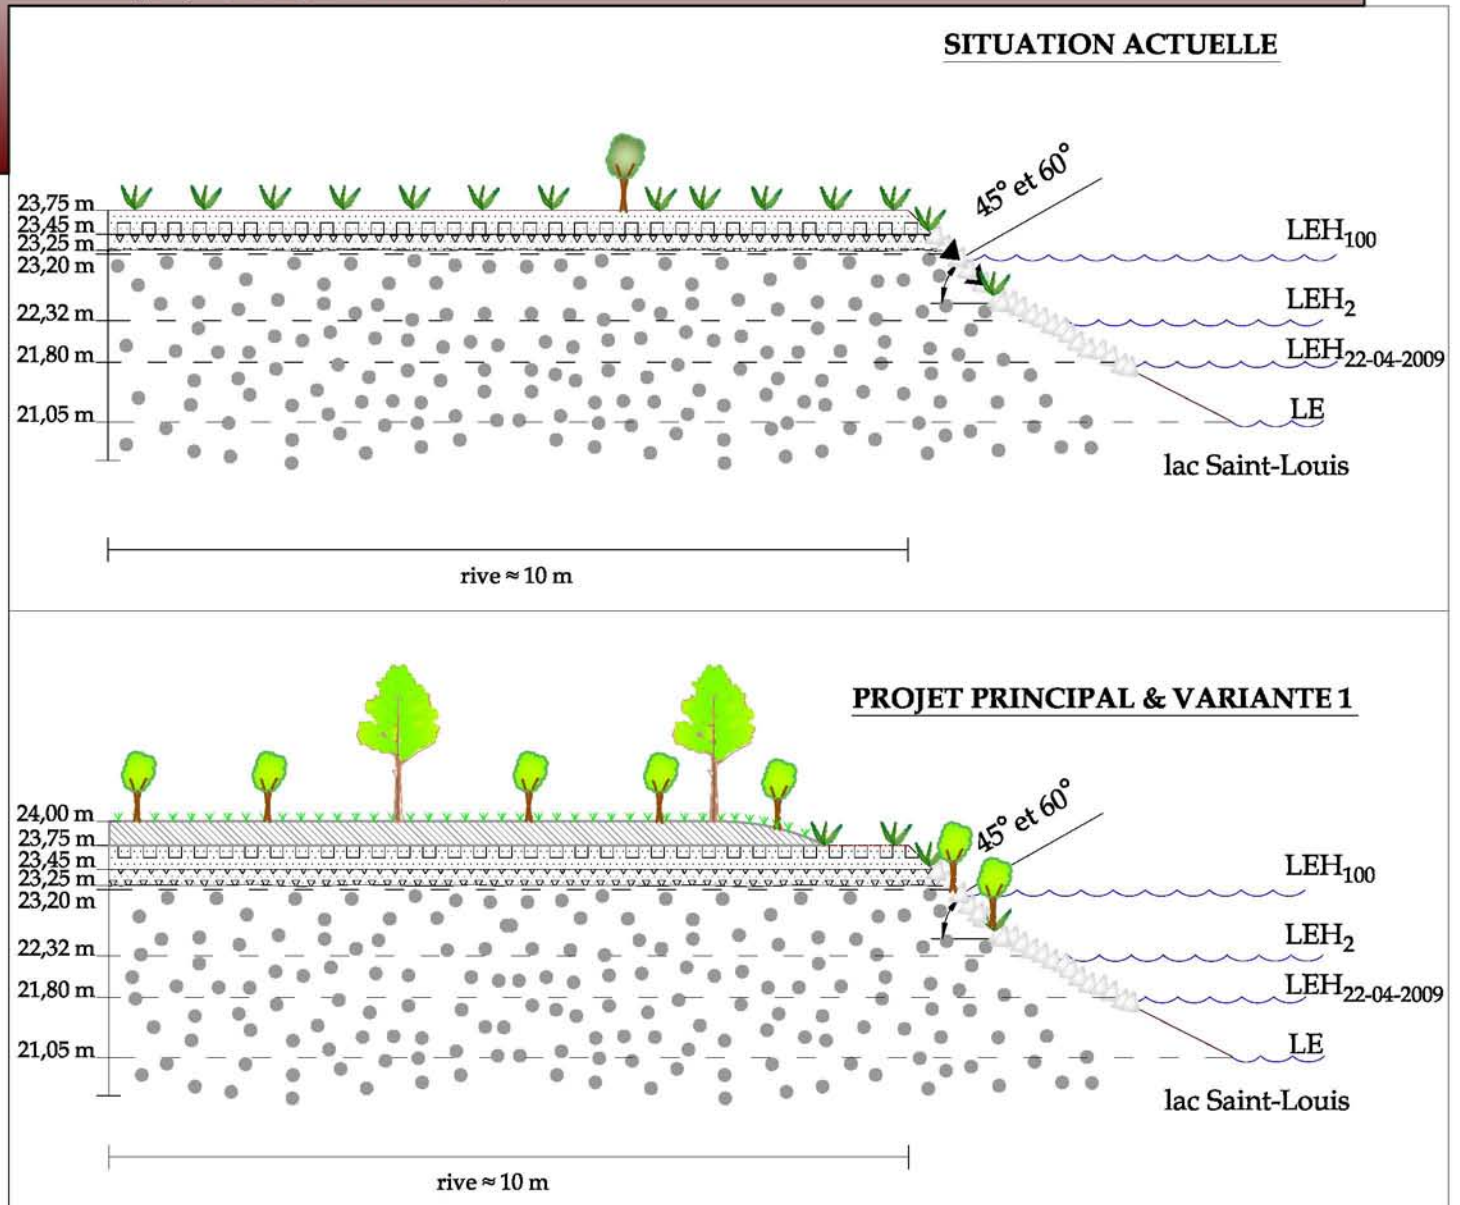 SITUATION ACTUELLE
45° et 60°
23,75 m
23,45 m
23,25 m
23,20 m
22,32 m
21,80 m
21,05 m
LEH100
LEH2
LEH22-04-2009
LE
lac Saint-Louis
rive ≈ 10 m
PROJET PRINCIPAL & VARIANTE 1
45° et 60°
24,00 m
23,75 m
23,45 m
23,25 m
23,20 m
22,32 m
21,80 m
21,05 m
LEH100
LEH2
LEH22-04-2009
LE
lac Saint-Louis
rive ≈ 10 m